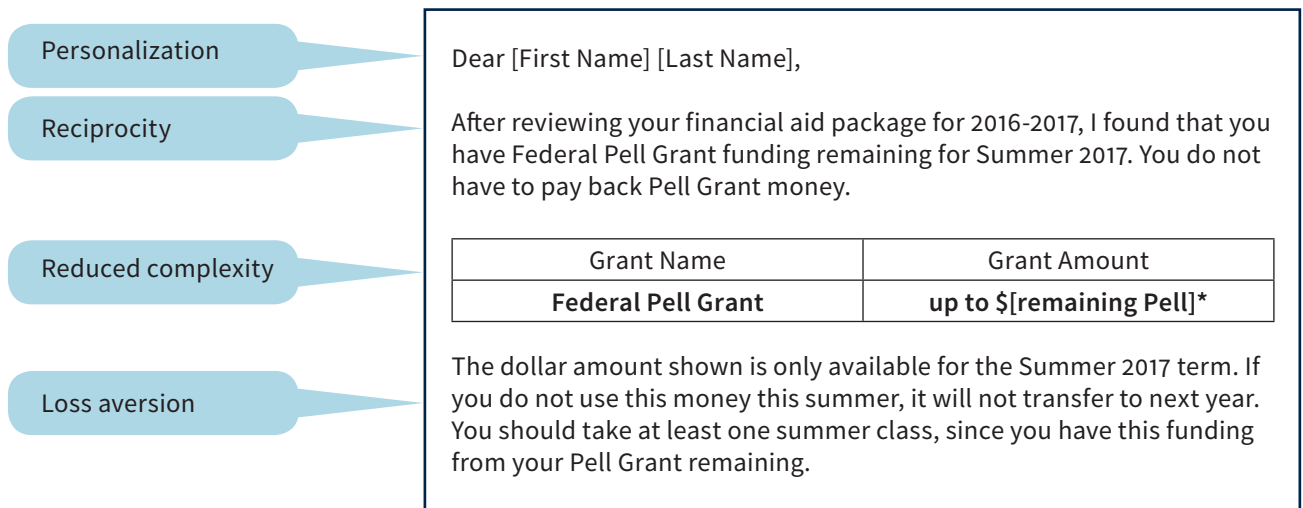 Personalization
Dear [First Name] [Last Name],
Reciprocity
After reviewing your financial aid package for 2016-2017, I found that you
have Federal Pell Grant funding remaining for Summer 2017. You do not
have to pay back Pell Grant money.
Reduced complexity
Grant Name Grant Amount
Federal Pell Grant up to $[remaining Pell]*
Loss aversion
The dollar amount shown is only available for the Summer 2017 term. If
you do not use this money this summer, it will not transfer to next year.
You should take at least one summer class, since you have this funding
from your Pell Grant remaining.